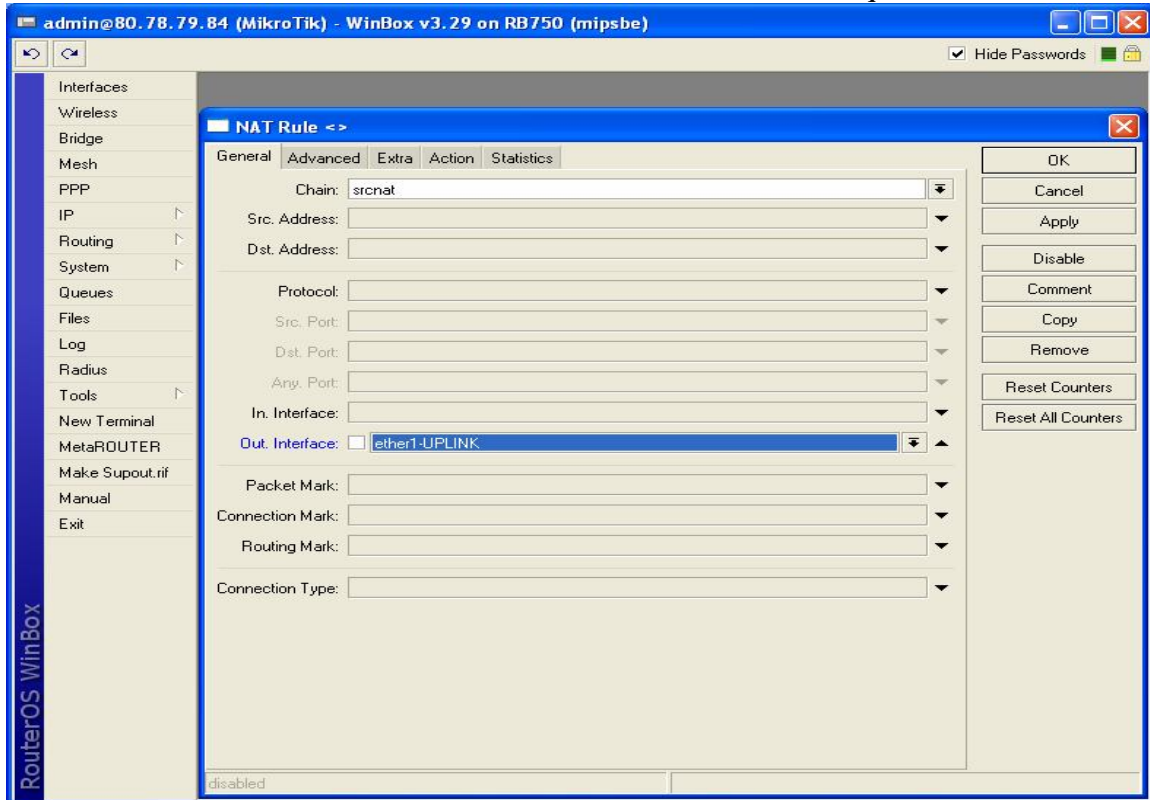 admin@80.78.79.84 (MikroTik) - WinBox v3.29 on RB750 (mipsbe)
Hide Passwords
Interfaces
Wireless
Bridge
Mesh
PPP
IP
Routing
System
Queues
Files
Log
Radius
Tools
New Terminal
MetaROUTER
Make Supout.rif
Manual
Exit
RouterOS WinBox
NAT Rule <>
General Advanced Extra Action Statistics
Chain: srcnat
Src. Address:
Dst. Address:
Protocol:
Src. Port:
Dst. Port:
Any. Port:
In. Interface:
Out. Interface: ether1-UPLINK
Packet Mark:
Connection Mark:
Routing Mark:
Connection Type:
OK
Cancel
Apply
Disable
Comment
Copy
Remove
Reset Counters
Reset All Counters
disabled